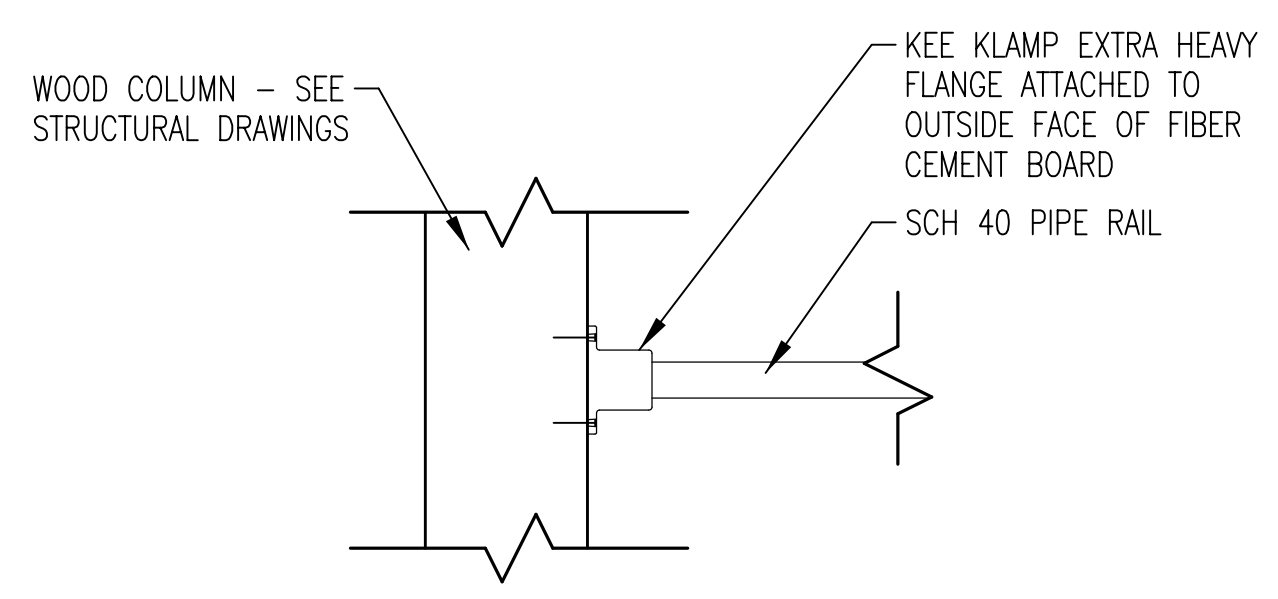 WOOD COLUMN – SEE
STRUCTURAL DRAWINGS
KEE KLAMP EXTRA HEAVY
FLANGE ATTACHED TO
OUTSIDE FACE OF FIBER
CEMENT BOARD
SCH 40 PIPE RAIL